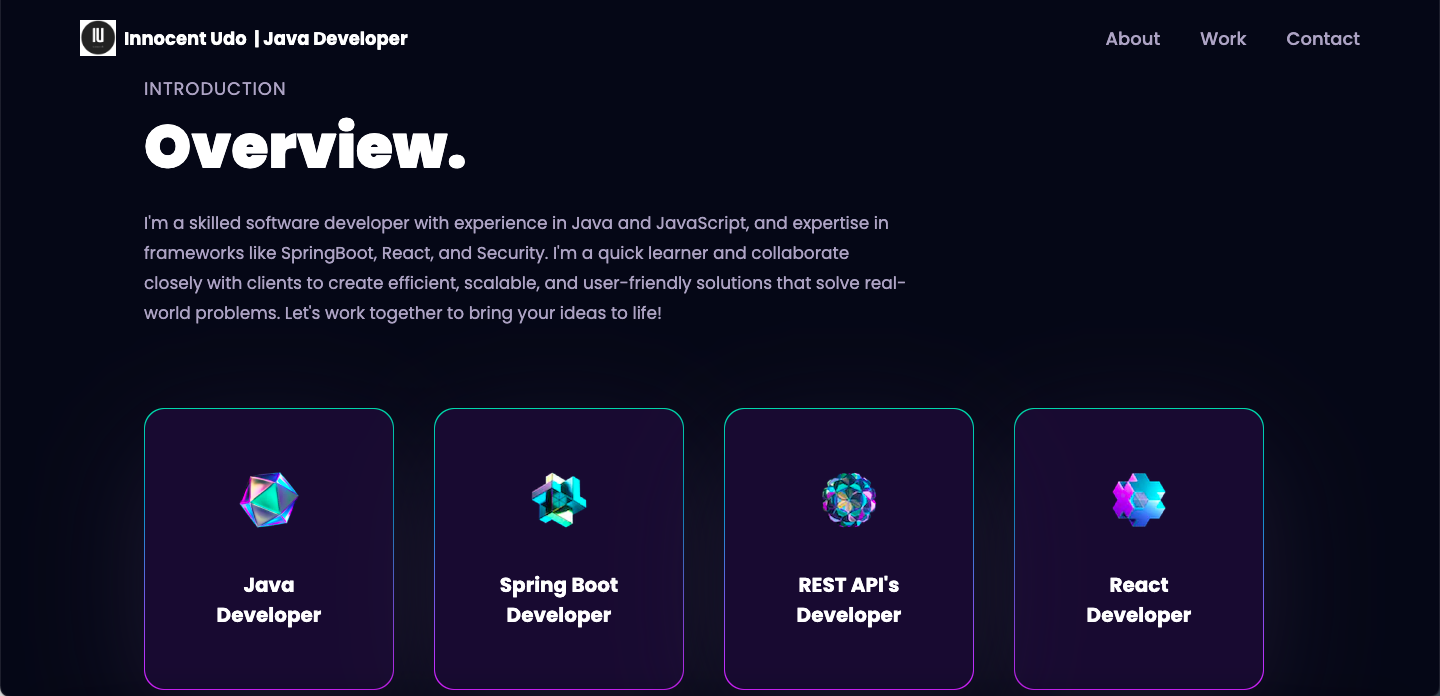 IU
Innocent Udo | Java Developer
About
Work
Contact
INTRODUCTION
Overview.
I'm a skilled software developer with experience in Java and JavaScript, and expertise in
frameworks like SpringBoot, React, and Security. I'm a quick learner and collaborate
closely with clients to create efficient, scalable, and user-friendly solutions that solve real-
world problems. Let's work together to bring your ideas to life!
Java
Developer
Spring Boot
Developer
REST API's
Developer
React
Developer